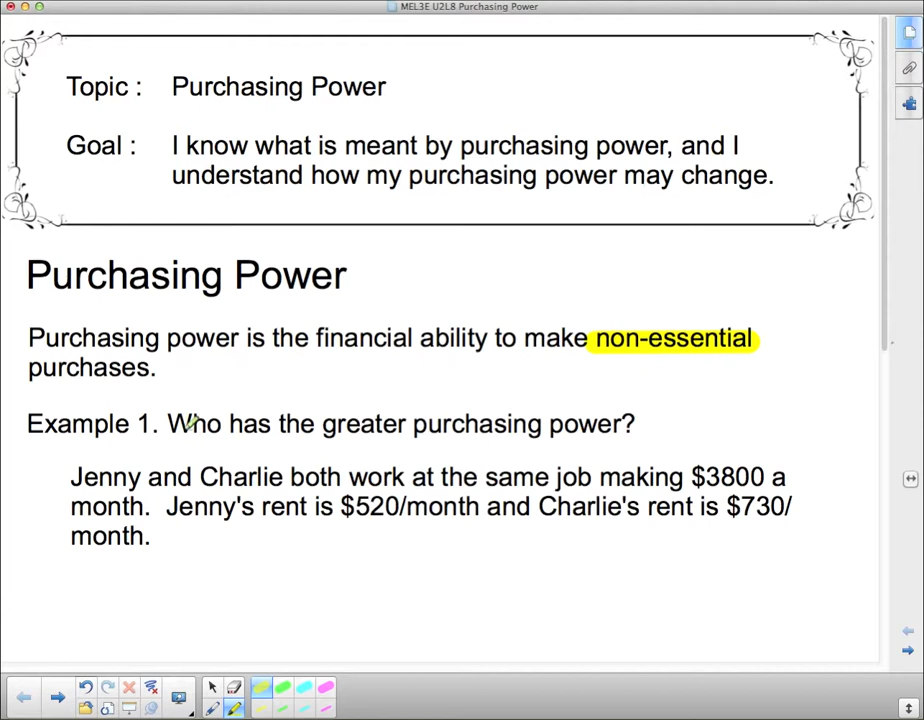 MEL3E U2L8 Purchasing Power
Topic : Purchasing Power
Goal : I know what is meant by purchasing power, and I
understand how my purchasing power may change.
Purchasing Power
Purchasing power is the financial ability to make non-essential
purchases.
Example 1. Who has the greater purchasing power?
Jenny and Charlie both work at the same job making $3800 a
month. Jenny's rent is $520/month and Charlie's rent is $730/
month.